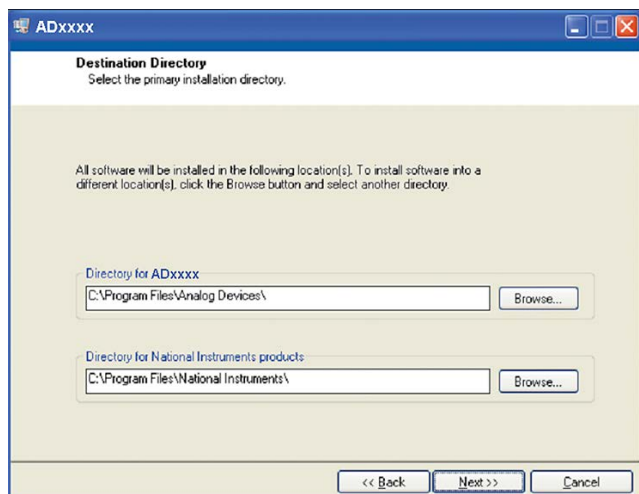 ADxxxx
Destination Directory
Select the primary installation directory.
All software will be installed in the following location(s). To install software into a
different location(s), click the Browse button and select another directory.
Directory for ADxxxx
C:\Program Files\Analog Devices\
Browse...
Directory for National Instruments products
C:\Program Files\National Instruments\
Browse...
<< Back
Next >>
Cancel